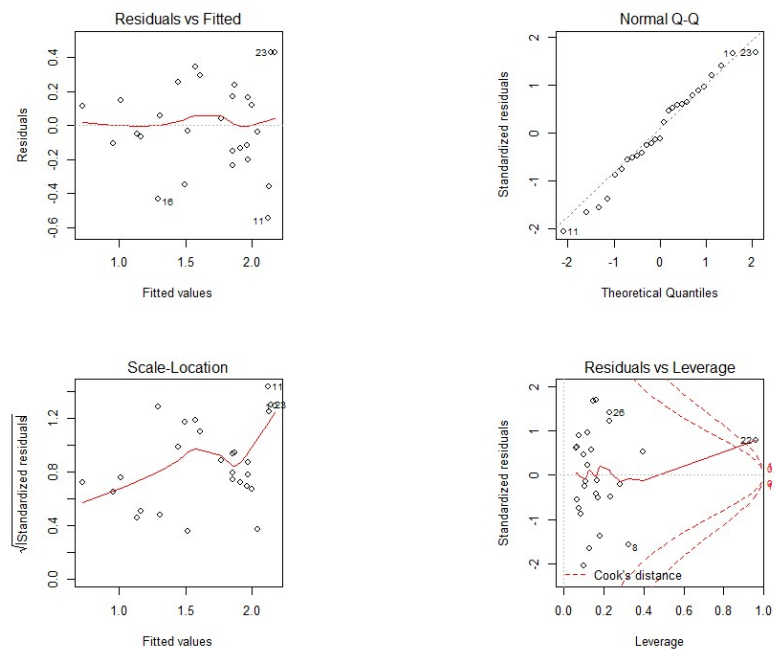 Residuals vs Fitted
Residuals
0.4
0.2
0.0
-0.2
-0.4
-0.6
23
16
11
1.0 1.5 2.0
Fitted values
Normal Q-Q
Standardized residuals
2
1
0
-1
-2
1
23
11
-2 -1 0 1 2
Theoretical Quantiles
Scale-Location
√|Standardized residuals|
1.2
0.8
0.4
0.0
11
23
1.0 1.5 2.0
Fitted values
Residuals vs Leverage
Standardized residuals
2
1
0
-1
-2
26
22
8
Cook's distance
0.0 0.2 0.4 0.6 0.8 1.0
Leverage